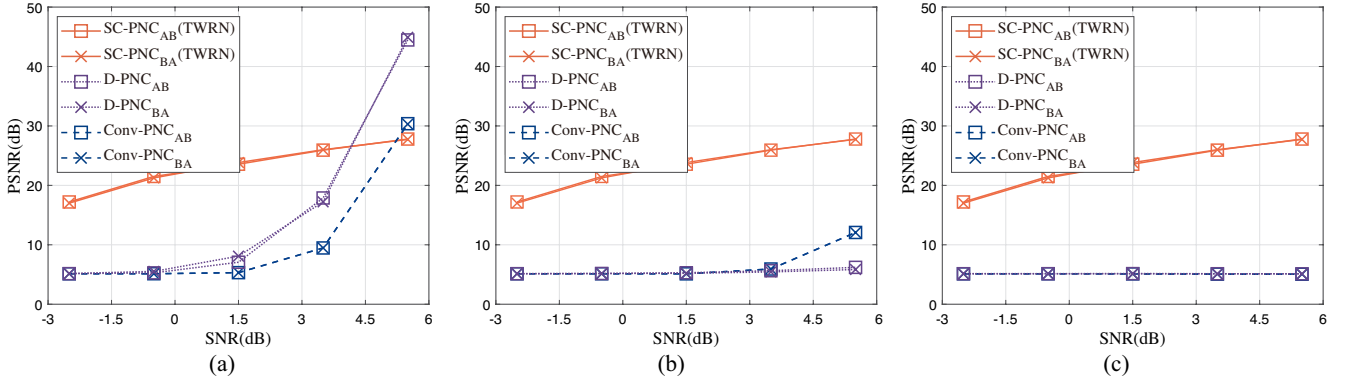 50
40
30
20
10
0
PSNR(dB)
SC-PNC_AB(TWRN)
SC-PNC_BA(TWRN)
D-PNC_AB
D-PNC_BA
Conv-PNC_AB
Conv-PNC_BA
-3 -1.5 0 1.5 3 4.5 6
SNR(dB)
(a)
50
40
30
20
10
0
PSNR(dB)
SC-PNC_AB(TWRN)
SC-PNC_BA(TWRN)
D-PNC_AB
D-PNC_BA
Conv-PNC_AB
Conv-PNC_BA
-3 -1.5 0 1.5 3 4.5 6
SNR(dB)
(b)
50
40
30
20
10
0
PSNR(dB)
SC-PNC_AB(TWRN)
SC-PNC_BA(TWRN)
D-PNC_AB
D-PNC_BA
Conv-PNC_AB
Conv-PNC_BA
-3 -1.5 0 1.5 3 4.5 6
SNR(dB)
(c)